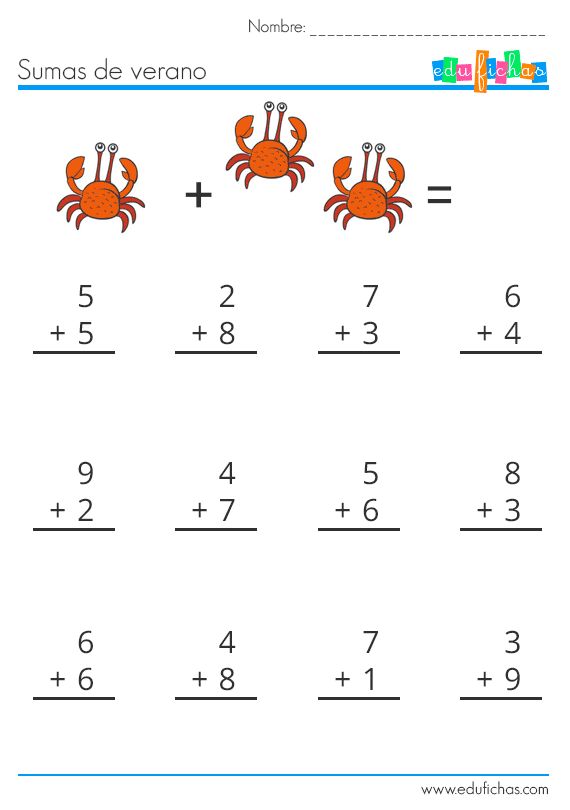 Nombre: ___________________________
Sumas de verano
edufichas
+ =
5 2 7 6
+ 5 + 8 + 3 + 4
9 4 5 8
+ 2 + 7 + 6 + 3
6 4 7 3
+ 6 + 8 + 1 + 9
www.edufichas.com